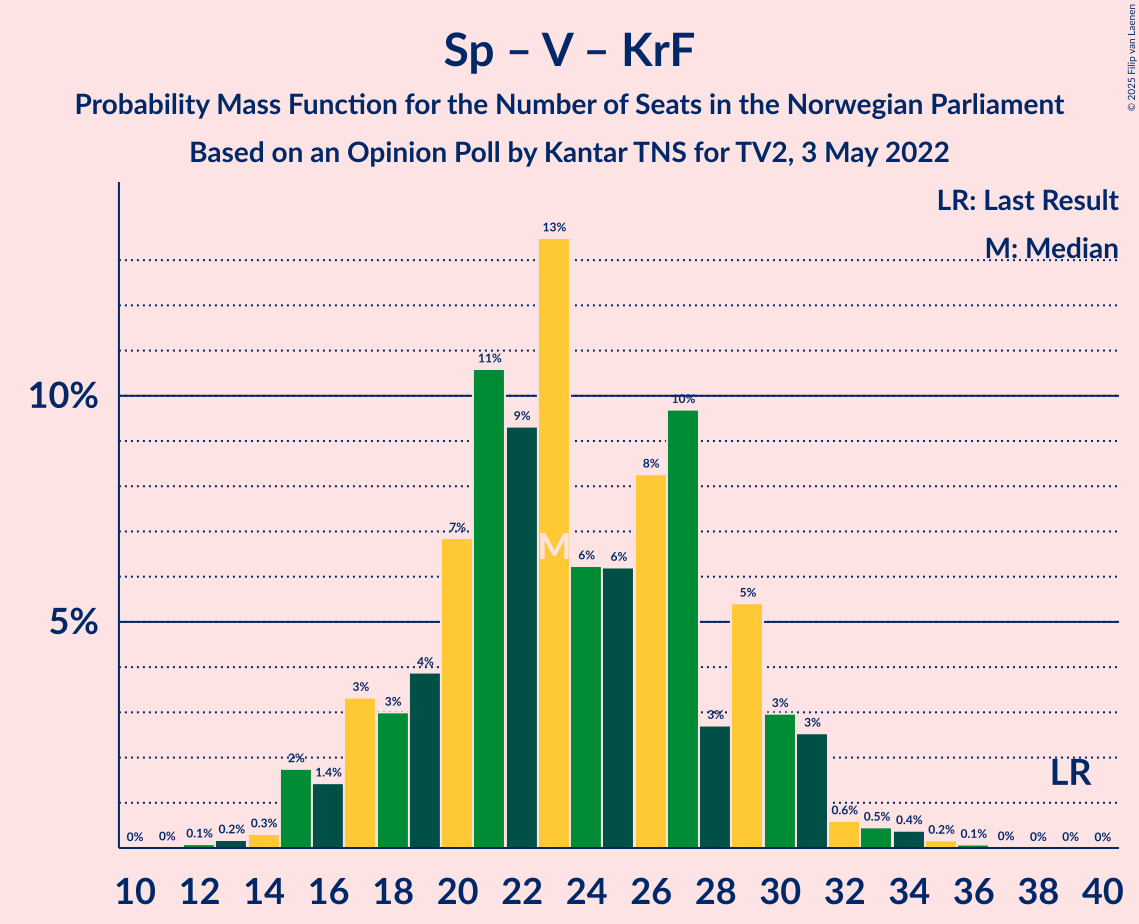 © 2025 Filip van Laenen
Sp – V – KrF
Probability Mass Function for the Number of Seats in the Norwegian Parliament
Based on an Opinion Poll by Kantar TNS for TV2, 3 May 2022
LR: Last Result
M: Median
10%
5%
0% 0% 0.1% 0.2% 0.3% 2% 1.4% 3% 3% 4% 7% 11% 9% 13% 6% 6% 8% 10% 3% 5% 3% 3% 0.6% 0.5% 0.4% 0.2% 0.1% 0% 0% 0% 0%
M
LR
10 12 14 16 18 20 22 24 26 28 30 32 34 36 38 40